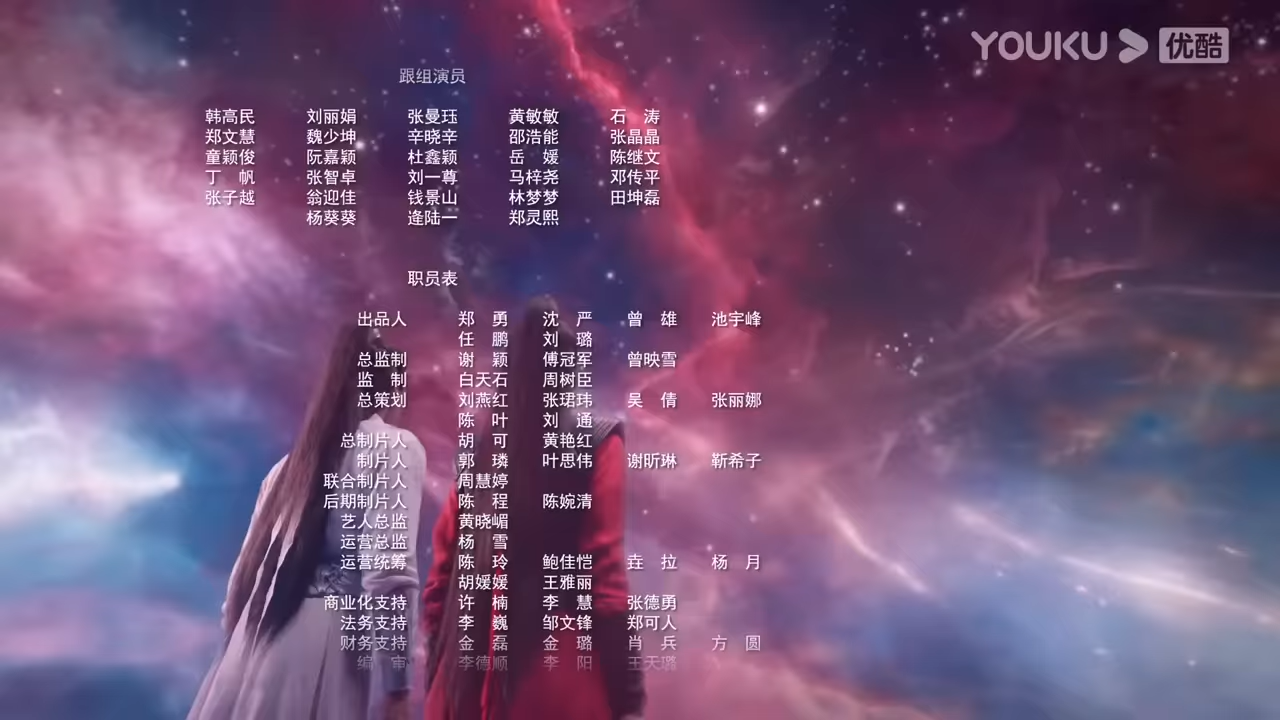 YOUKU 优酷
跟组演员
韩高民 刘丽娟 张曼珏 黄敏敏 石 涛
郑文慧 魏少坤 辛晓辛 邵浩能 张晶晶
童颖俊 阮嘉颖 杜鑫颖 岳 媛 陈继文
丁 帆 张智卓 刘一尊 马梓尧 邓传平
张子越 翁迎佳 钱景山 林梦梦 田坤磊
杨葵葵 逄陆一 郑灵熙
职员表
出品人 郑 勇 沈 严 曾 雄 池宇峰
任 鹏 刘 璐
总监制 谢 颖 傅冠军 曾映雪
监 制 白天石 周树臣
总策划 刘燕红 张珺玮 吴 倩 张丽娜
陈 叶 刘 通
总制片人 胡 可 黄艳红
制片人 郭 璘 叶思伟 谢昕琳 靳希子
联合制片人 周慧婷
后期制片人 陈 程 陈婉清
艺人总监 黄晓嵋
运营总监 杨 雪
运营统筹 陈 玲 鲍佳恺 垚 拉 杨 月
胡媛媛 王雅丽
商业化支持 许 楠 李 慧 张德勇
法务支持 李 巍 邹文锋 郑可人
财务支持 金 磊 金 璐 肖 兵 方 圆
编 审 李德顺 李 阳 王天璐